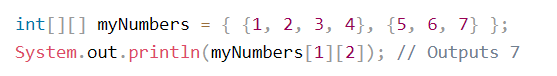 int[][] myNumbers = { {1, 2, 3, 4}, {5, 6, 7} };
System.out.println(myNumbers[1][2]); // Outputs 7